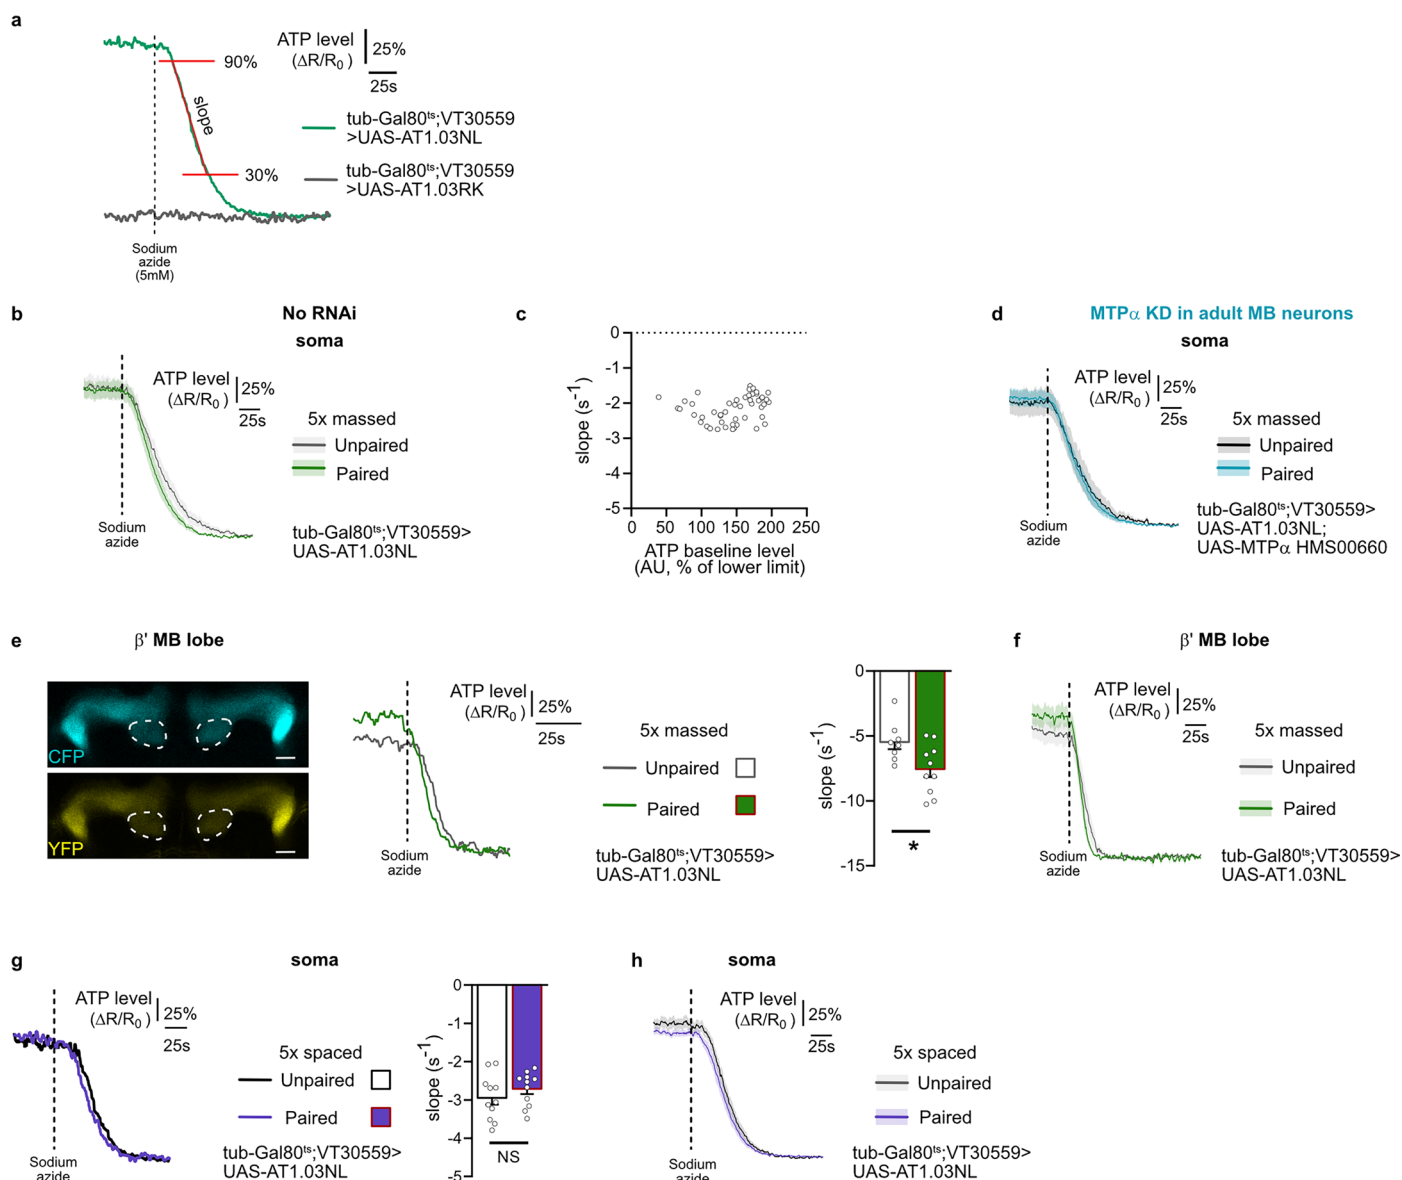 a
ATP level
(ΔR/R0 )
25%
25s
90%
slope
30%
tub-Gal80ts;VT30559
>UAS-AT1.03NL
tub-Gal80ts;VT30559
>UAS-AT1.03RK
Sodium
azide
(5mM)
b
No RNAi
soma
ATP level
(ΔR/R0 )
25%
25s
5x massed
Unpaired
Paired
Sodium
azide
tub-Gal80ts;VT30559>
UAS-AT1.03NL
c
slope (s-1)
0
-1
-2
-3
-4
-5
0 50 100 150 200 250
ATP baseline level
(AU, % of lower limit)
d
MTPα KD in adult MB neurons
soma
ATP level
(ΔR/R0 )
25%
25s
5x massed
Unpaired
Paired
Sodium
azide
tub-Gal80ts;VT30559>
UAS-AT1.03NL;
UAS-MTPα HMS00660
e
β' MB lobe
CFP
YFP
ATP level
(ΔR/R0 )
25%
25s
5x massed
Unpaired
Paired
Sodium
azide
tub-Gal80ts;VT30559>
UAS-AT1.03NL
slope (s-1)
0
-5
-10
-15
*
f
β' MB lobe
ATP level
(ΔR/R0 )
25%
25s
5x massed
Unpaired
Paired
Sodium
azide
tub-Gal80ts;VT30559>
UAS-AT1.03NL
g
soma
ATP level
(ΔR/R0 )
25%
25s
5x spaced
Unpaired
Paired
Sodium
azide
tub-Gal80ts;VT30559>
UAS-AT1.03NL
slope (s-1)
0
-1
-2
-3
-4
-5
NS
h
soma
ATP level
(ΔR/R0 )
25%
25s
5x spaced
Unpaired
Paired
Sodium
azide
tub-Gal80ts;VT30559>
UAS-AT1.03NL